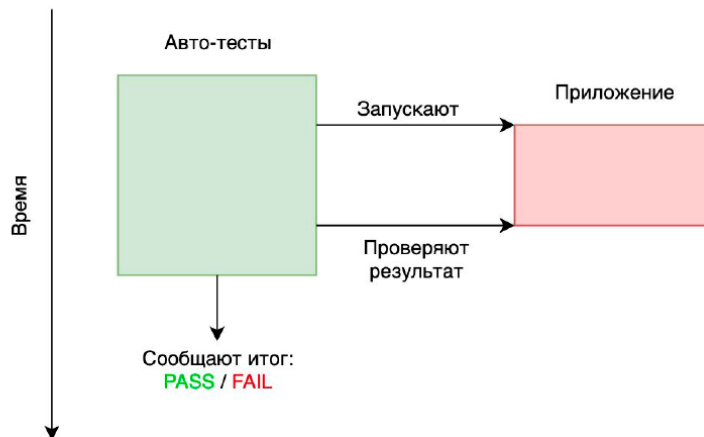 Авто-тесты
Запускают
Приложение
Время
Проверяют
результат
Сообщают итог:
PASS / FAIL